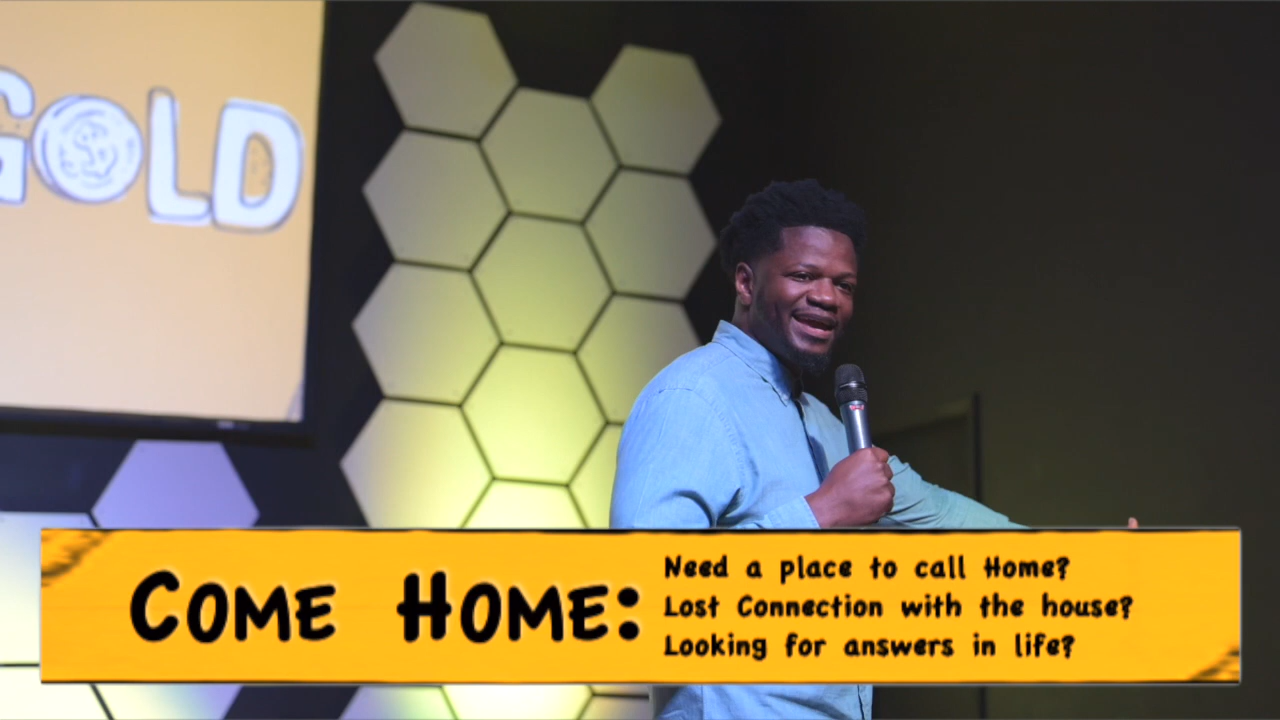 GOLD
COME HOME:
Need a place to call Home?
Lost Connection with the house?
Looking for answers in life?